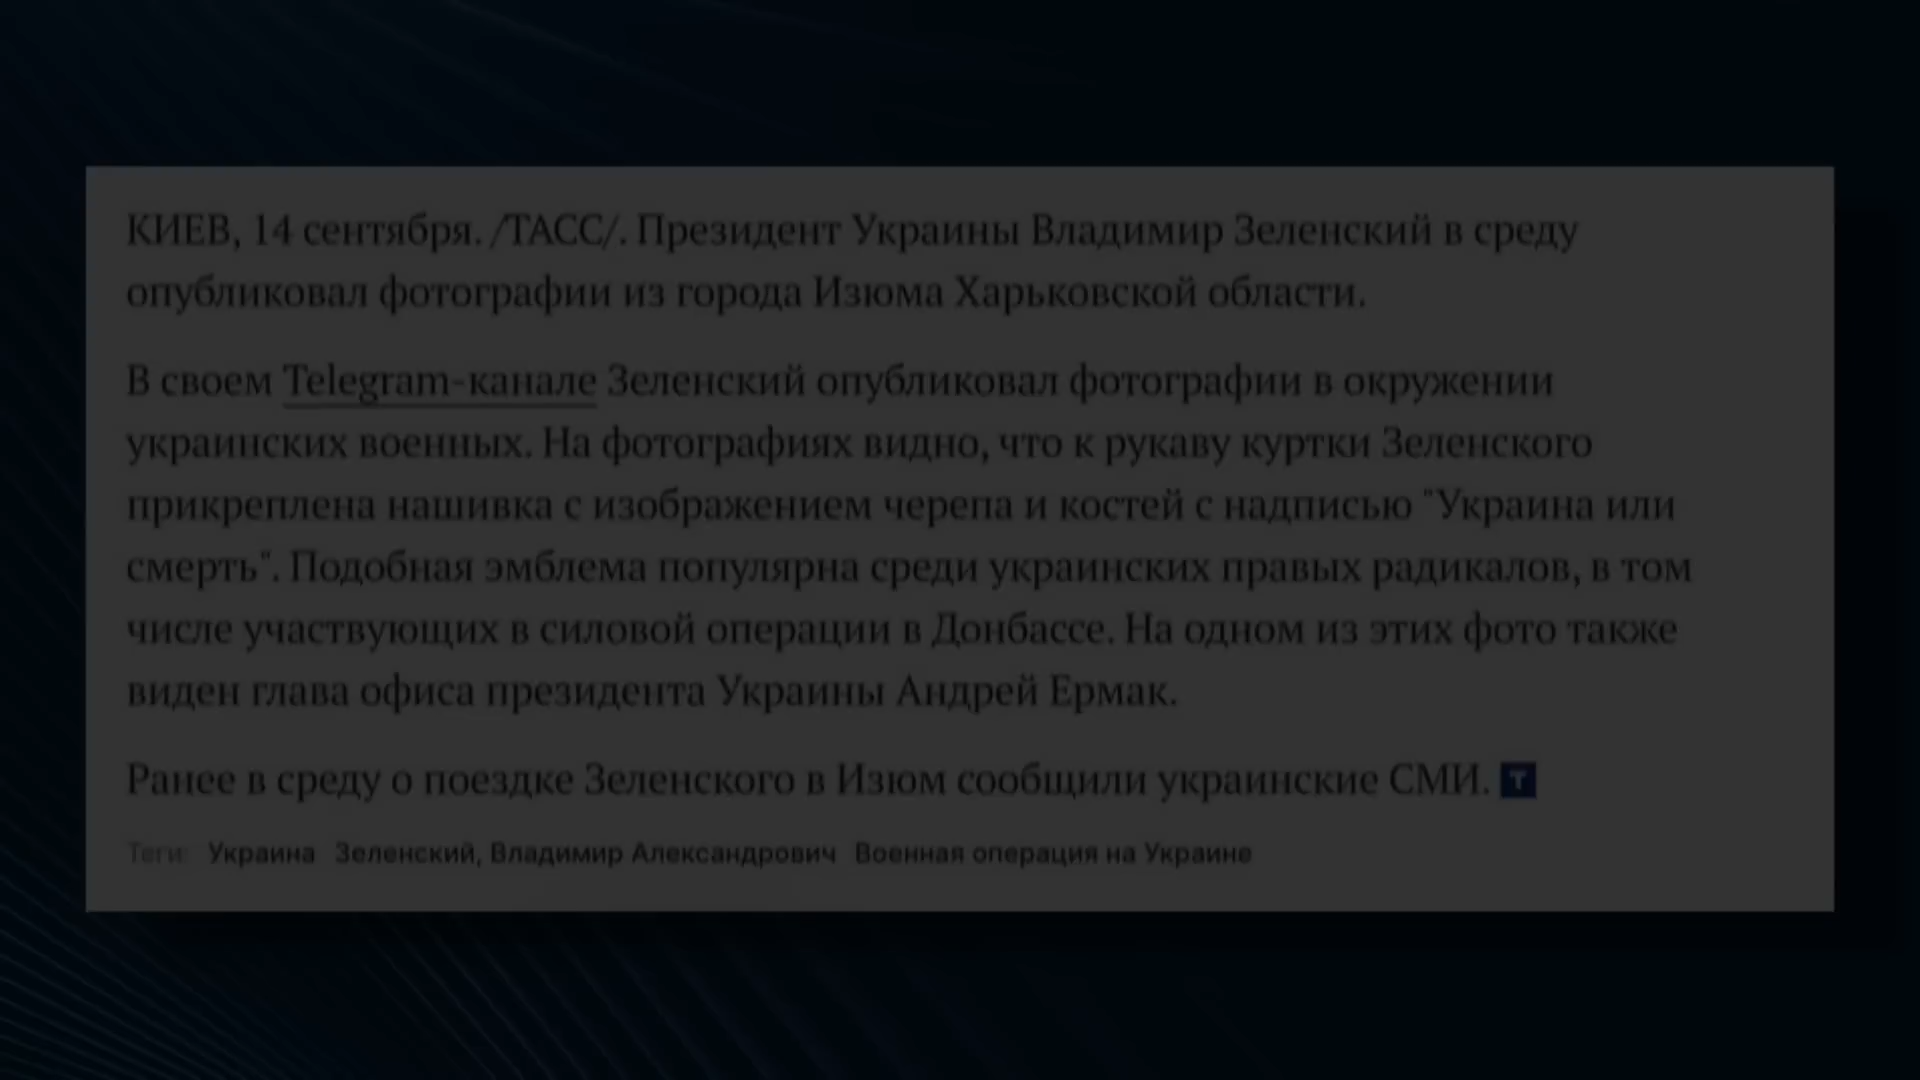 КИЕВ, 14 сентября. /ТАСС/. Президент Украины Владимир Зеленский в среду
опубликовал фотографии из города Изюма Харьковской области.
В своем Telegram-канале Зеленский опубликовал фотографии в окружении
украинских военных. На фотографиях видно, что к рукаву куртки Зеленского
прикреплена нашивка с изображением черепа и костей с надписью "Украина или
смерть". Подобная эмблема популярна среди украинских правых радикалов, в том
числе участвующих в силовой операции в Донбассе. На одном из этих фото также
виден глава офиса президента Украины Андрей Ермак.
Ранее в среду о поездке Зеленского в Изюм сообщили украинские СМИ. Т
Теги: Украина Зеленский, Владимир Александрович Военная операция на Украине